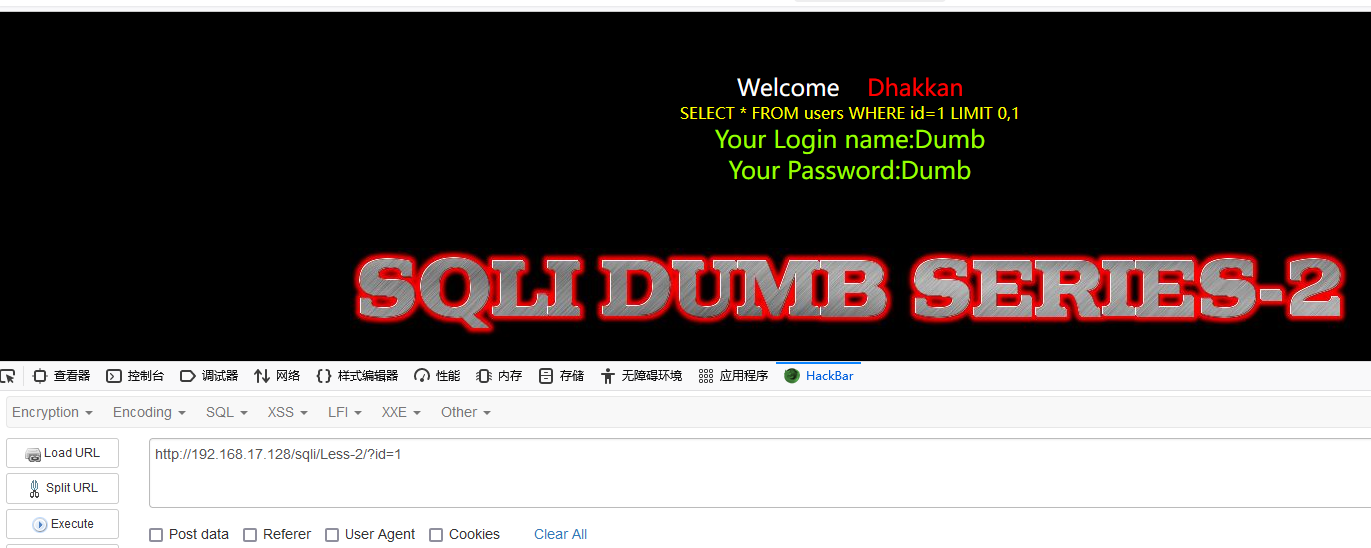 Welcome Dhakkan
SELECT * FROM users WHERE id=1 LIMIT 0,1
Your Login name:Dumb
Your Password:Dumb
SQLI DUMB SERIES-2
查看器 控制台 调试器 网络 样式编辑器 性能 内存 存储 无障碍环境 应用程序 HackBar
Encryption Encoding SQL XSS LFI XXE Other
Load URL
http://192.168.17.128/sqli/Less-2/?id=1
Split URL
Execute
Post data Referer User Agent Cookies Clear All